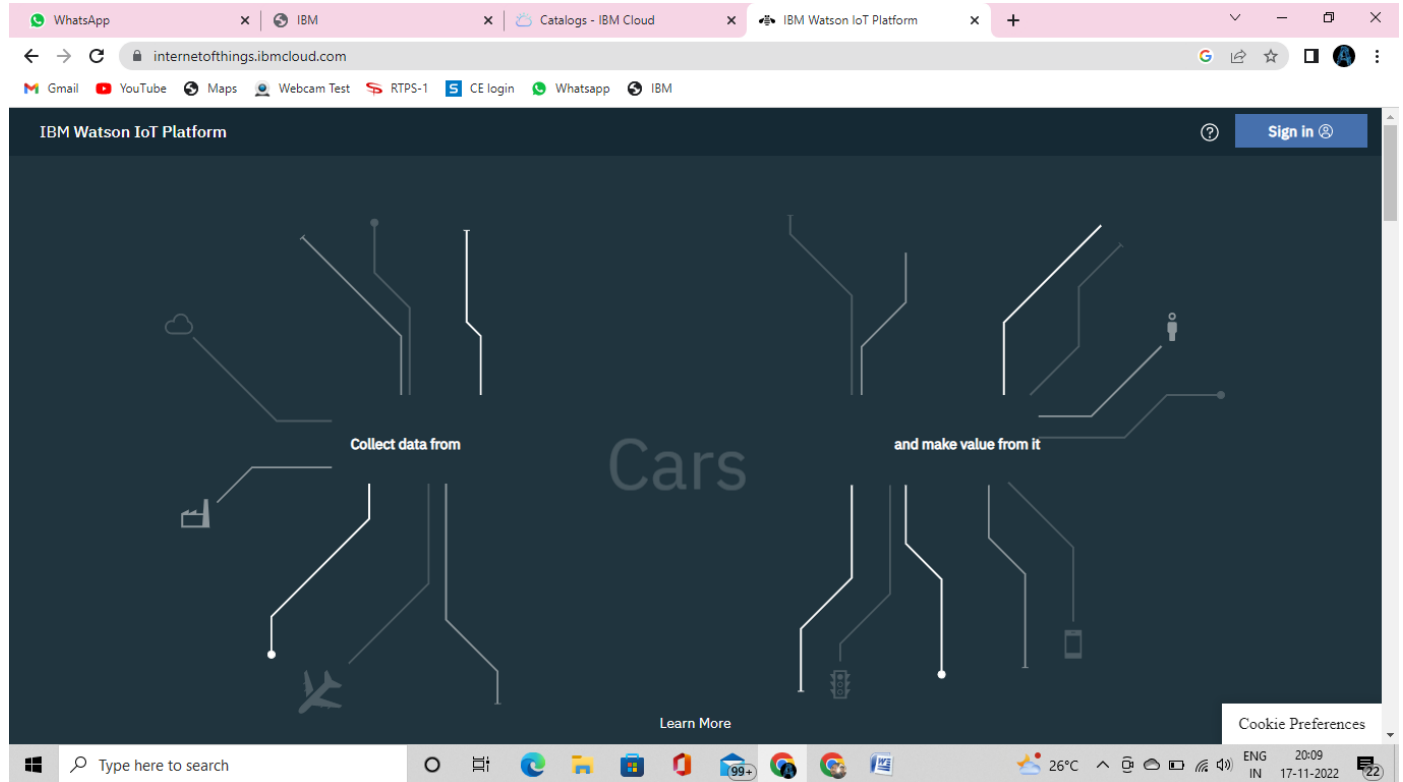 WhatsApp
IBM
Catalogs - IBM Cloud
IBM Watson IoT Platform
internetofthings.ibmcloud.com
Gmail
YouTube
Maps
Webcam Test
RTPS-1
CE login
Whatsapp
IBM
IBM Watson IoT Platform
Sign in
Collect data from
Cars
and make value from it
Learn More
Cookie Preferences
Type here to search
99+
26°C
ENG
IN
20:09
17-11-2022
22